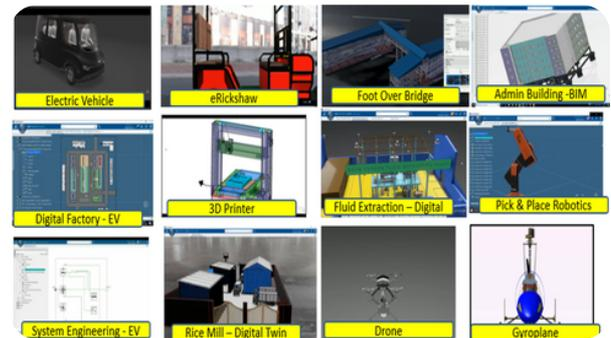 Electric Vehicle
eRickshaw
Foot Over Bridge
Admin Building -BIM
Digital Factory - EV
3D Printer
Fluid Extraction – Digital
Pick & Place Robotics
System Engineering - EV
Rice Mill – Digital Twin
Drone
Gyroplane